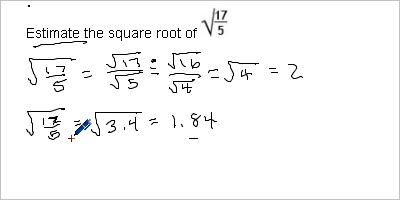 Estimate the square root of √(17/5)
√(17/5) = √17/√5 ≐ √16/√4 = √4 = 2
√(17/5) = √3.4 = 1.84